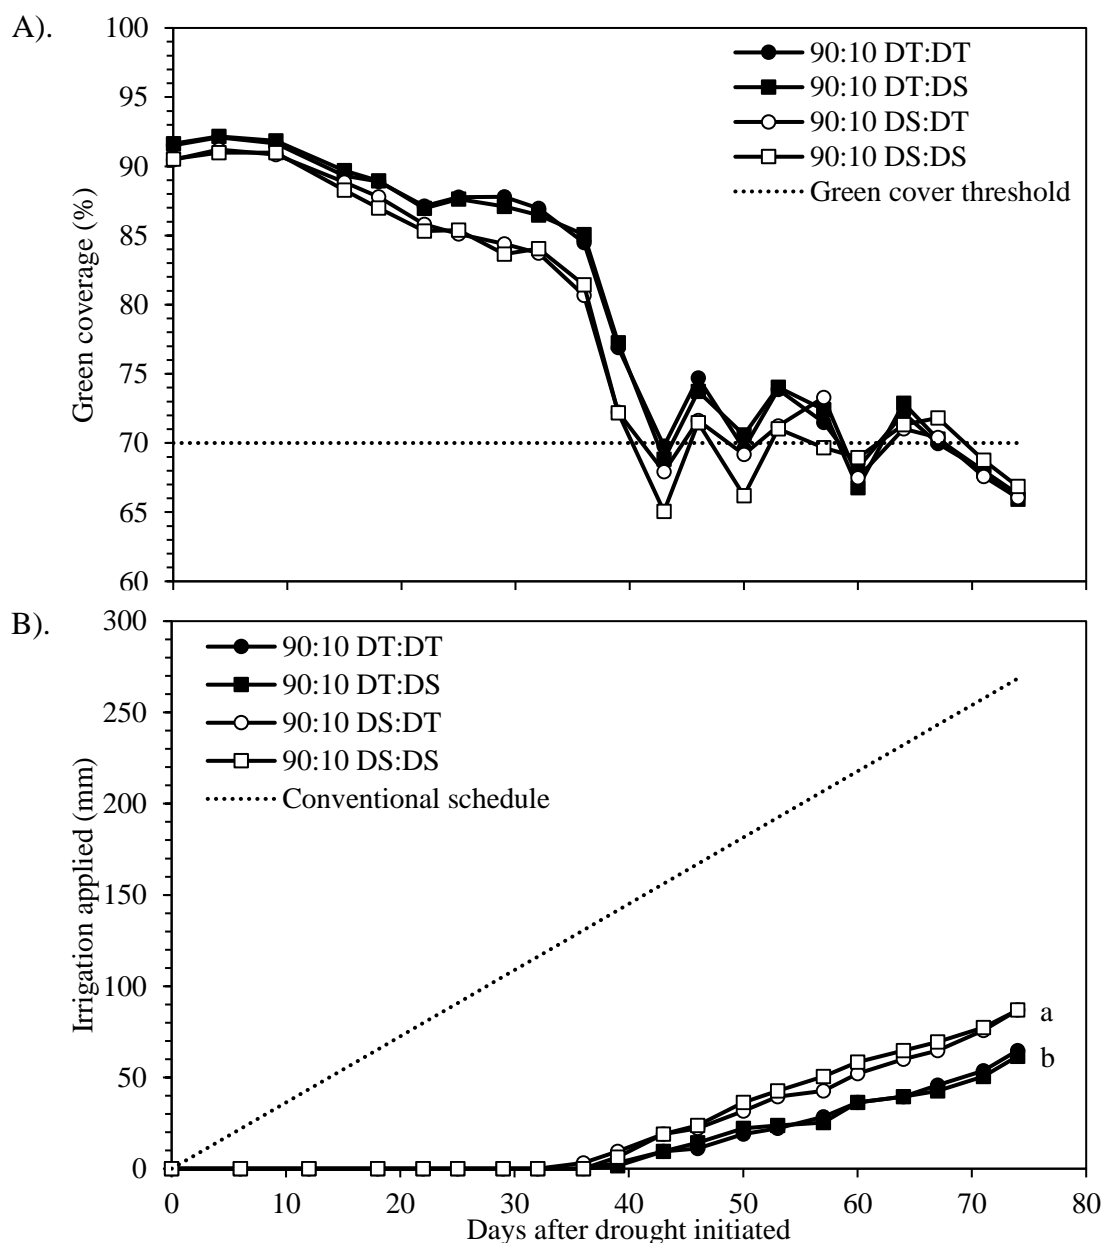 A).
100
95
90
85
80
75
70
65
60
Green coverage (%)
90:10 DT:DT
90:10 DT:DS
90:10 DS:DT
90:10 DS:DS
Green cover threshold
B).
300
250
200
150
100
50
0
Irrigation applied (mm)
90:10 DT:DT
90:10 DT:DS
90:10 DS:DT
90:10 DS:DS
Conventional schedule
a
b
0 10 20 30 40 50 60 70 80
Days after drought initiated